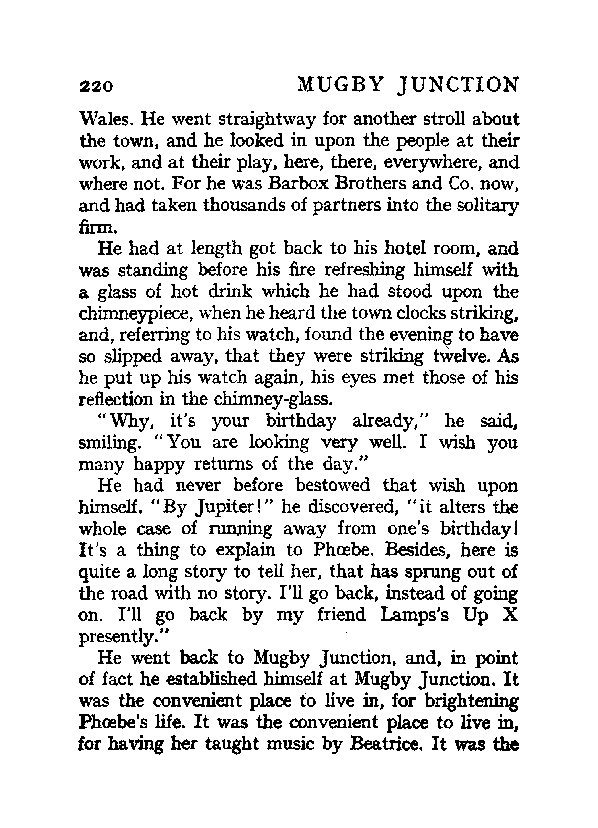 220 MUGBY JUNCTION
Wales. He went straightway for another stroll about
the town, and he looked in upon the people at their
work, and at their play, here, there, everywhere, and
where not. For he was Barbox Brothers and Co. now,
and had taken thousands of partners into the solitary
firm.
He had at length got back to his hotel room, and
was standing before his fire refreshing himself with
a glass of hot drink which he had stood upon the
chimneypiece, when he heard the town clocks striking,
and, referring to his watch, found the evening to have
so slipped away, that they were striking twelve. As
he put up his watch again, his eyes met those of his
reflection in the chimney-glass.
"Why, it's your birthday already," he said,
smiling. "You are looking very well. I wish you
many happy returns of the day."
He had never before bestowed that wish upon
himself. "By Jupiter!" he discovered, "it alters the
whole case of running away from one's birthday!
It's a thing to explain to Phœbe. Besides, here is
quite a long story to tell her, that has sprung out of
the road with no story. I'll go back, instead of going
on. I'll go back by my friend Lamps's Up X
presently."
He went back to Mugby Junction, and, in point
of fact he established himself at Mugby Junction. It
was the convenient place to live in, for brightening
Phœbe's life. It was the convenient place to live in,
for having her taught music by Beatrice. It was the